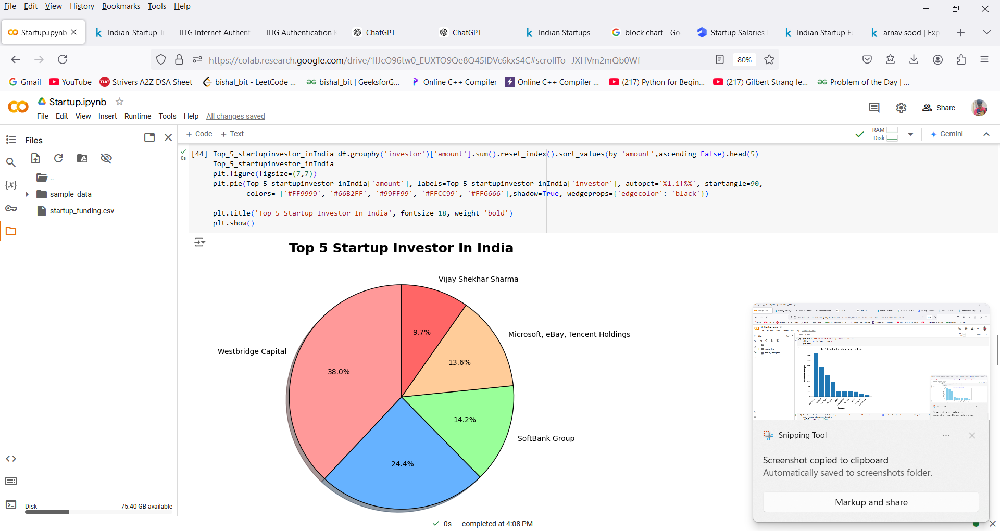 File Edit View History Bookmarks Tools Help
Startup.ipynb
Indian_Startup_I
IITG Internet Authent
IITG Authentication
ChatGPT
ChatGPT
Indian Startups -
block chart - Go
Startup Salaries
Indian Startup Fu
arnav sood | Exp
https://colab.research.google.com/drive/1IJcO96tw0_EUXTO9Qe8Q45IDVc6kxS4C#scrollTo=JXHVm2mQb0Wf
80%
Gmail YouTube Strivers A2Z DSA Sheet bishal_bit - LeetCode ... bishal_bit | GeeksforG... Online C++ Compiler Online C++ Compiler ... (217) Python for Begin... (217) Gilbert Strang le... Problem of the Day | ...
Startup.ipynb
File Edit View Insert Runtime Tools Help All changes saved
Share
Files
+ Code + Text
RAM
Disk
Gemini
..
sample_data
startup_funding.csv
0s
[44] Top_5_startupinvestor_inIndia=df.groupby('investor')['amount'].sum().reset_index().sort_values(by='amount',ascending=False).head(5)
Top_5_startupinvestor_inIndia
plt.figure(figsize=(7,7))
plt.pie(Top_5_startupinvestor_inIndia['amount'], labels=Top_5_startupinvestor_inIndia['investor'], autopct='%1.1f%%', startangle=90,
colors= ['#FF9999', '#66B2FF', '#99FF99', '#FFCC99', '#FF6666'],shadow=True, wedgeprops={'edgecolor': 'black'})
plt.title('Top 5 Startup Investor In India', fontsize=18, weight='bold')
plt.show()
Top 5 Startup Investor In India
Vijay Shekhar Sharma
9.7%
Microsoft, eBay, Tencent Holdings
13.6%
Westbridge Capital
38.0%
14.2%
SoftBank Group
24.4%
Snipping Tool
Screenshot copied to clipboard
Automatically saved to screenshots folder.
Markup and share
Disk 75.40 GB available
0s completed at 4:08 PM